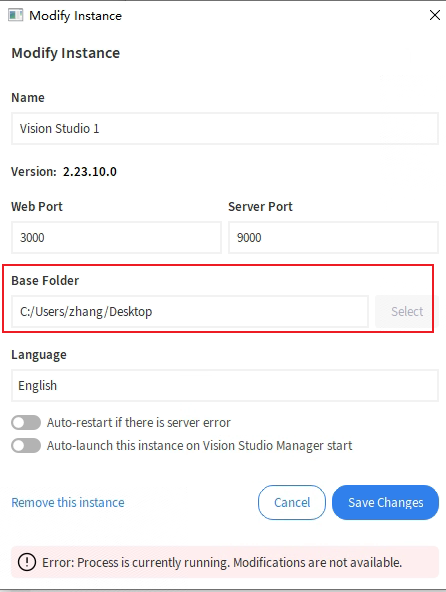 Modify Instance
Modify Instance
Name
Vision Studio 1
Version: 2.23.10.0
Web Port Server Port
3000 9000
Base Folder
C:/Users/zhang/Desktop Select
Language
English
Auto-restart if there is server error
Auto-launch this instance on Vision Studio Manager start
Remove this instance Cancel Save Changes
Error: Process is currently running. Modifications are not available.